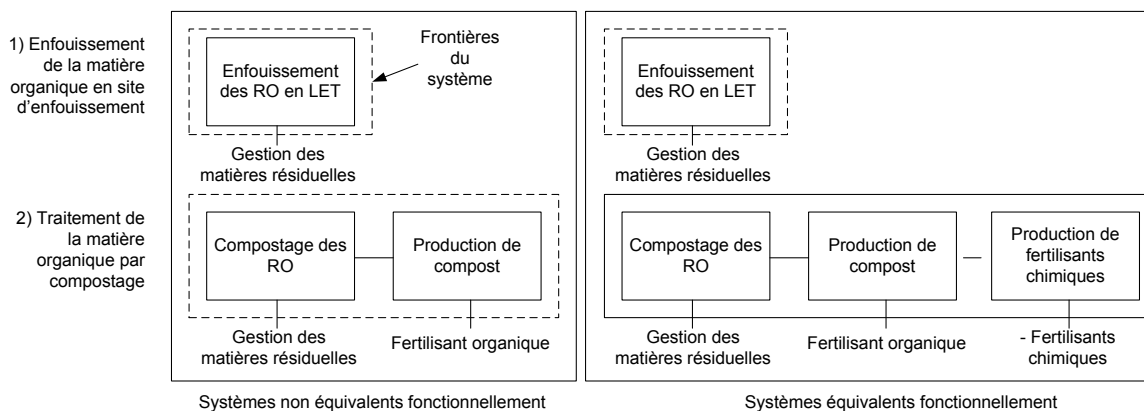 1) Enfouissement
de la matière
organique en site
d'enfouissement
Enfouissement
des RO en LET
Frontières
du
système
Gestion des
matières résiduelles
Enfouissement
des RO en LET
Gestion des
matières résiduelles
2) Traitement de
la matière
organique par
compostage
Compostage des
RO
Production de
compost
Gestion des
matières résiduelles
Fertilisant organique
Compostage des
RO
Production de
compost
Production de
fertilisants
chimiques
Gestion des
matières résiduelles
Fertilisant organique
- Fertilisants
chimiques
Systèmes non équivalents fonctionnellement
Systèmes équivalents fonctionnellement